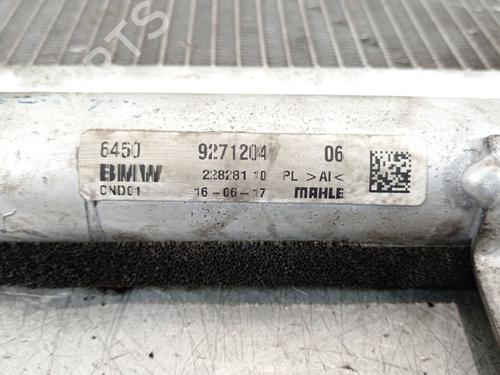 6450 9271204 06
BMW 228281 10 PL >Al<
CND01 16-06-17 MAHLE